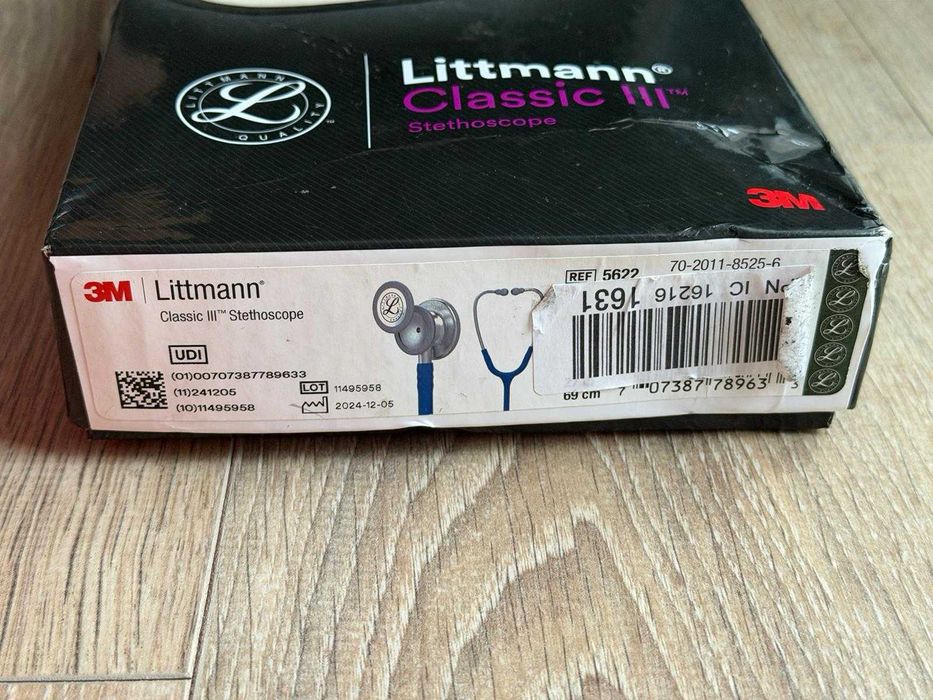 LITTMANN QUALITY
Littmann®
Classic III™
Stethoscope
3M
3M | Littmann®
Classic III™ Stethoscope
UDI
(01)00707387789633
(11)241205
(10)11495958
LOT 11495958
2024-12-05
REF 5622
70-2011-8525-6
PN IC 16216 1631
69 cm
7 07387 78963 3